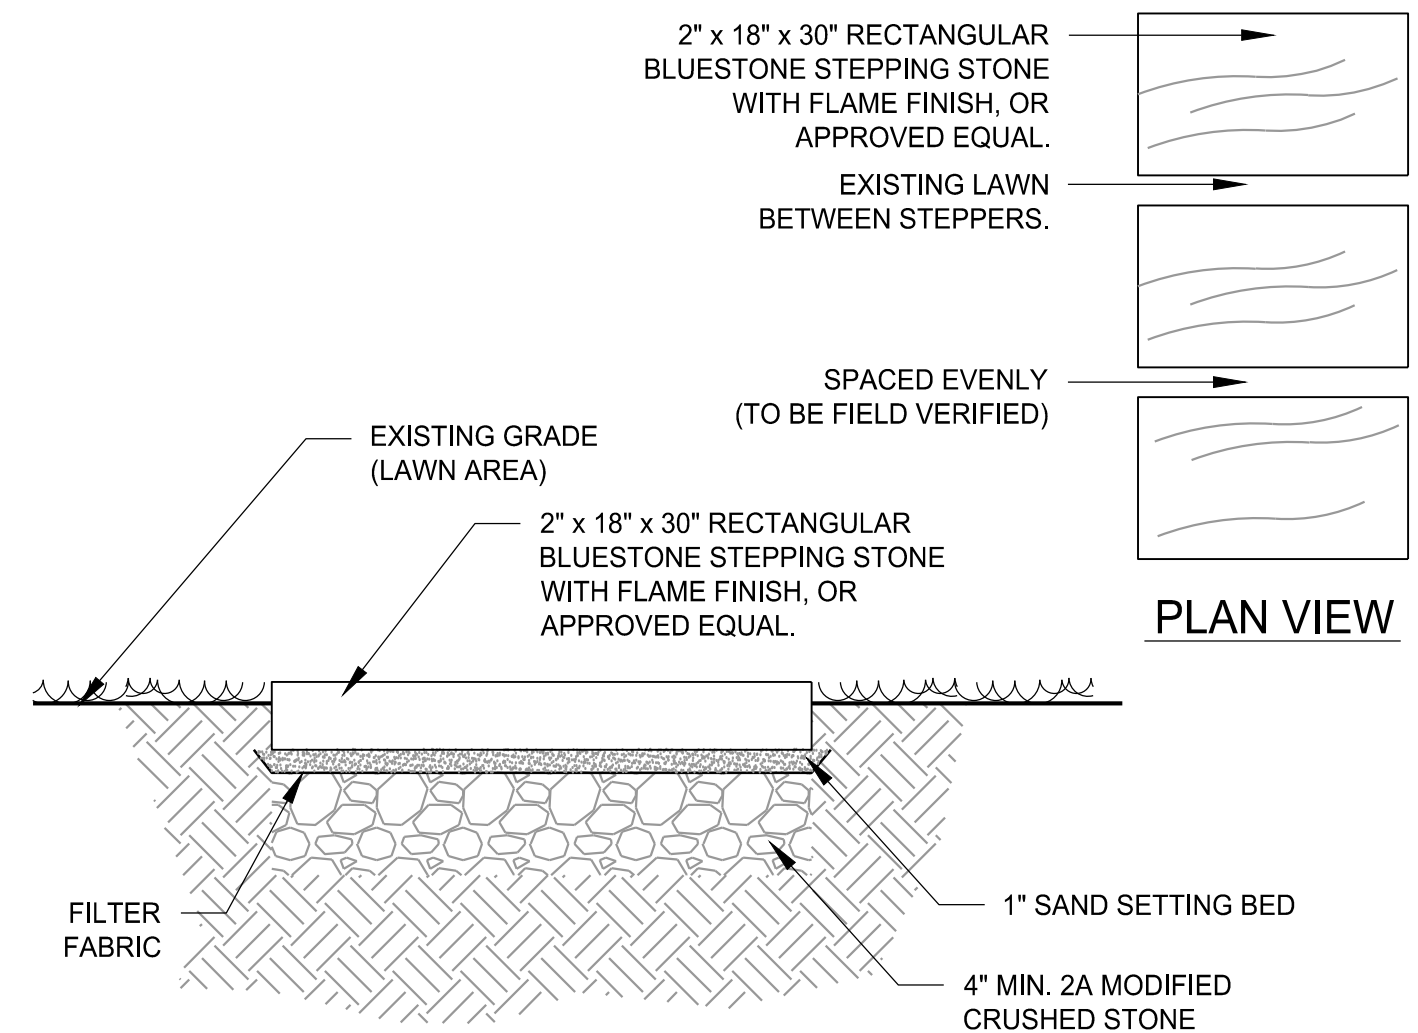 2" x 18" x 30" RECTANGULAR
BLUESTONE STEPPING STONE
WITH FLAME FINISH, OR
APPROVED EQUAL.
EXISTING LAWN
BETWEEN STEPPERS.
SPACED EVENLY
(TO BE FIELD VERIFIED)
PLAN VIEW
EXISTING GRADE
(LAWN AREA)
2" x 18" x 30" RECTANGULAR
BLUESTONE STEPPING STONE
WITH FLAME FINISH, OR
APPROVED EQUAL.
FILTER
FABRIC
1" SAND SETTING BED
4" MIN. 2A MODIFIED
CRUSHED STONE